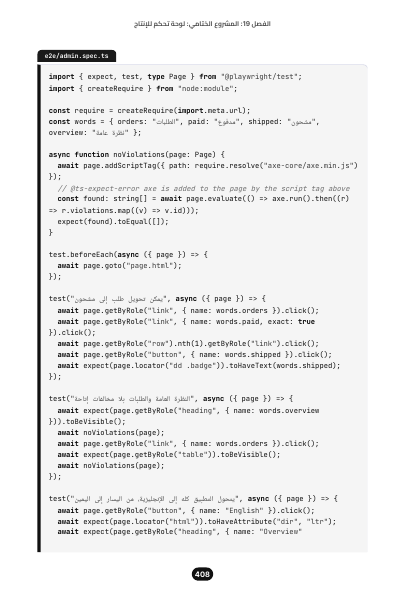 الفصل 19: المشروع الختامي: لوحة تحكم للإنتاج
e2e/admin.spec.ts
import { expect, test, type Page } from "@playwright/test";
import { createRequire } from "node:module";
const require = createRequire(import.meta.url);
const words = { orders: "الطلبات", paid: "مدفوع", shipped: "مشحون",
overview: "نظرة عامة" };
async function noViolations(page: Page) {
await page.addScriptTag({ path: require.resolve("axe-core/axe.min.js")
});
// @ts-expect-error axe is added to the page by the script tag above
const found: string[] = await page.evaluate(() => axe.run().then((r)
=> r.violations.map((v) => v.id)));
expect(found).toEqual([]);
}
test.beforeEach(async ({ page }) => {
await page.goto("page.html");
});
test("يمكن تحويل طلب إلى مشحون", async ({ page }) => {
await page.getByRole("link", { name: words.orders }).click();
await page.getByRole("link", { name: words.paid, exact: true
}).click();
await page.getByRole("row").nth(1).getByRole("link").click();
await page.getByRole("button", { name: words.shipped }).click();
await expect(page.locator("dd .badge")).toHaveText(words.shipped);
});
test("النظرة العامة والطلبات بلا مخالفات إتاحة", async ({ page }) => {
await expect(page.getByRole("heading", { name: words.overview
})).toBeVisible();
await noViolations(page);
await page.getByRole("link", { name: words.orders }).click();
await expect(page.getByRole("table")).toBeVisible();
await noViolations(page);
});
test("يتحول التطبيق كله إلى الإنجليزية، من اليسار إلى اليمين", async ({ page }) => {
await page.getByRole("button", { name: "English" }).click();
await expect(page.locator("html")).toHaveAttribute("dir", "ltr");
await expect(page.getByRole("heading", { name: "Overview"
408